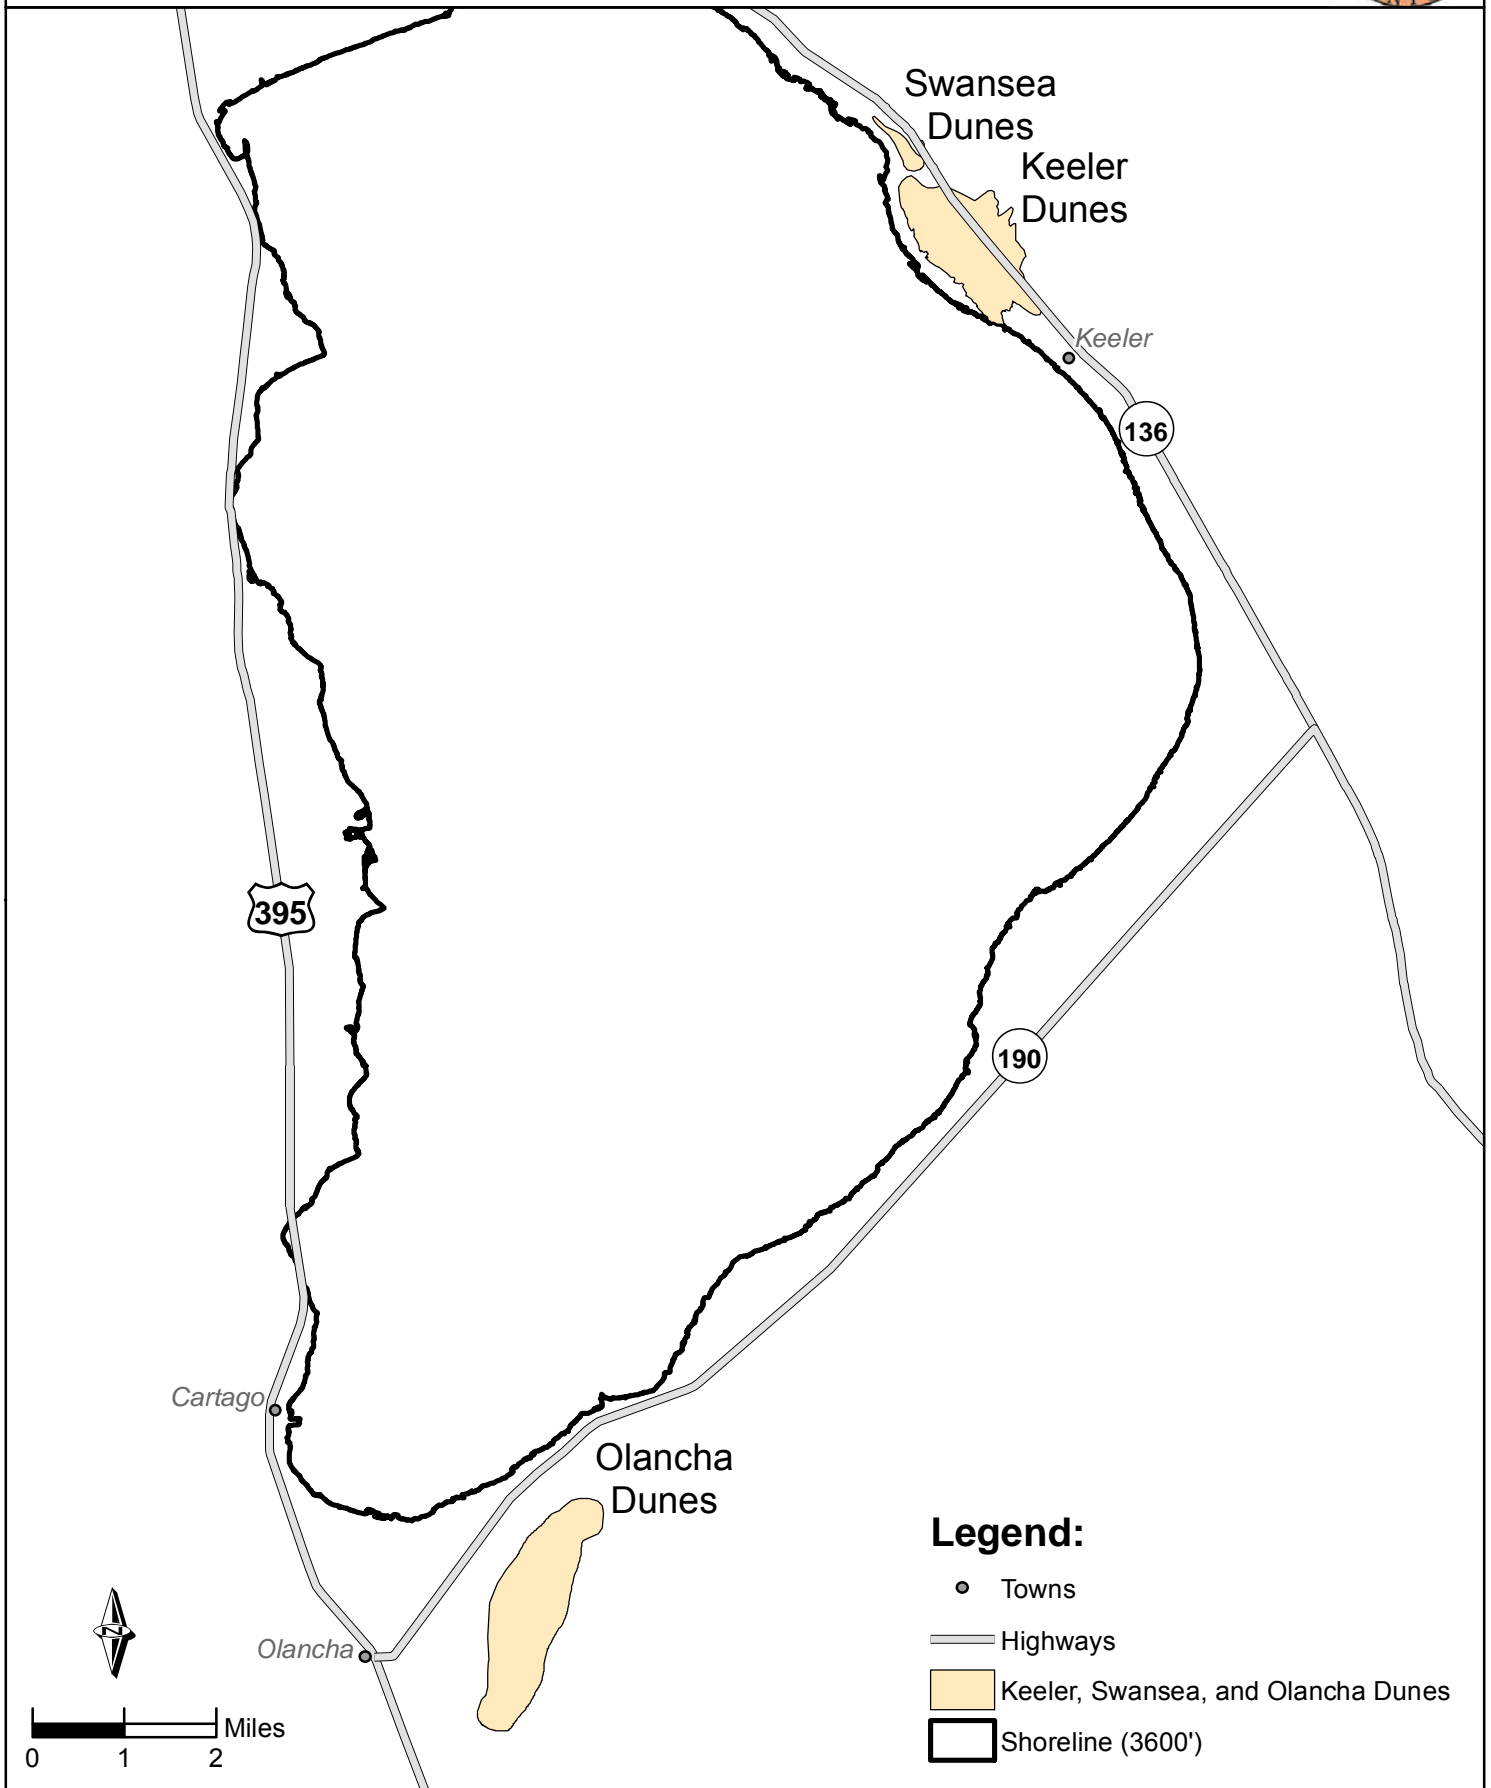 Swansea
Dunes
Keeler
Dunes
Keeler
136
395
190
Cartago
Olancha
Dunes
Olancha
N
Miles
0 1 2
Legend:
Towns
Highways
Keeler, Swansea, and Olancha Dunes
Shoreline (3600')